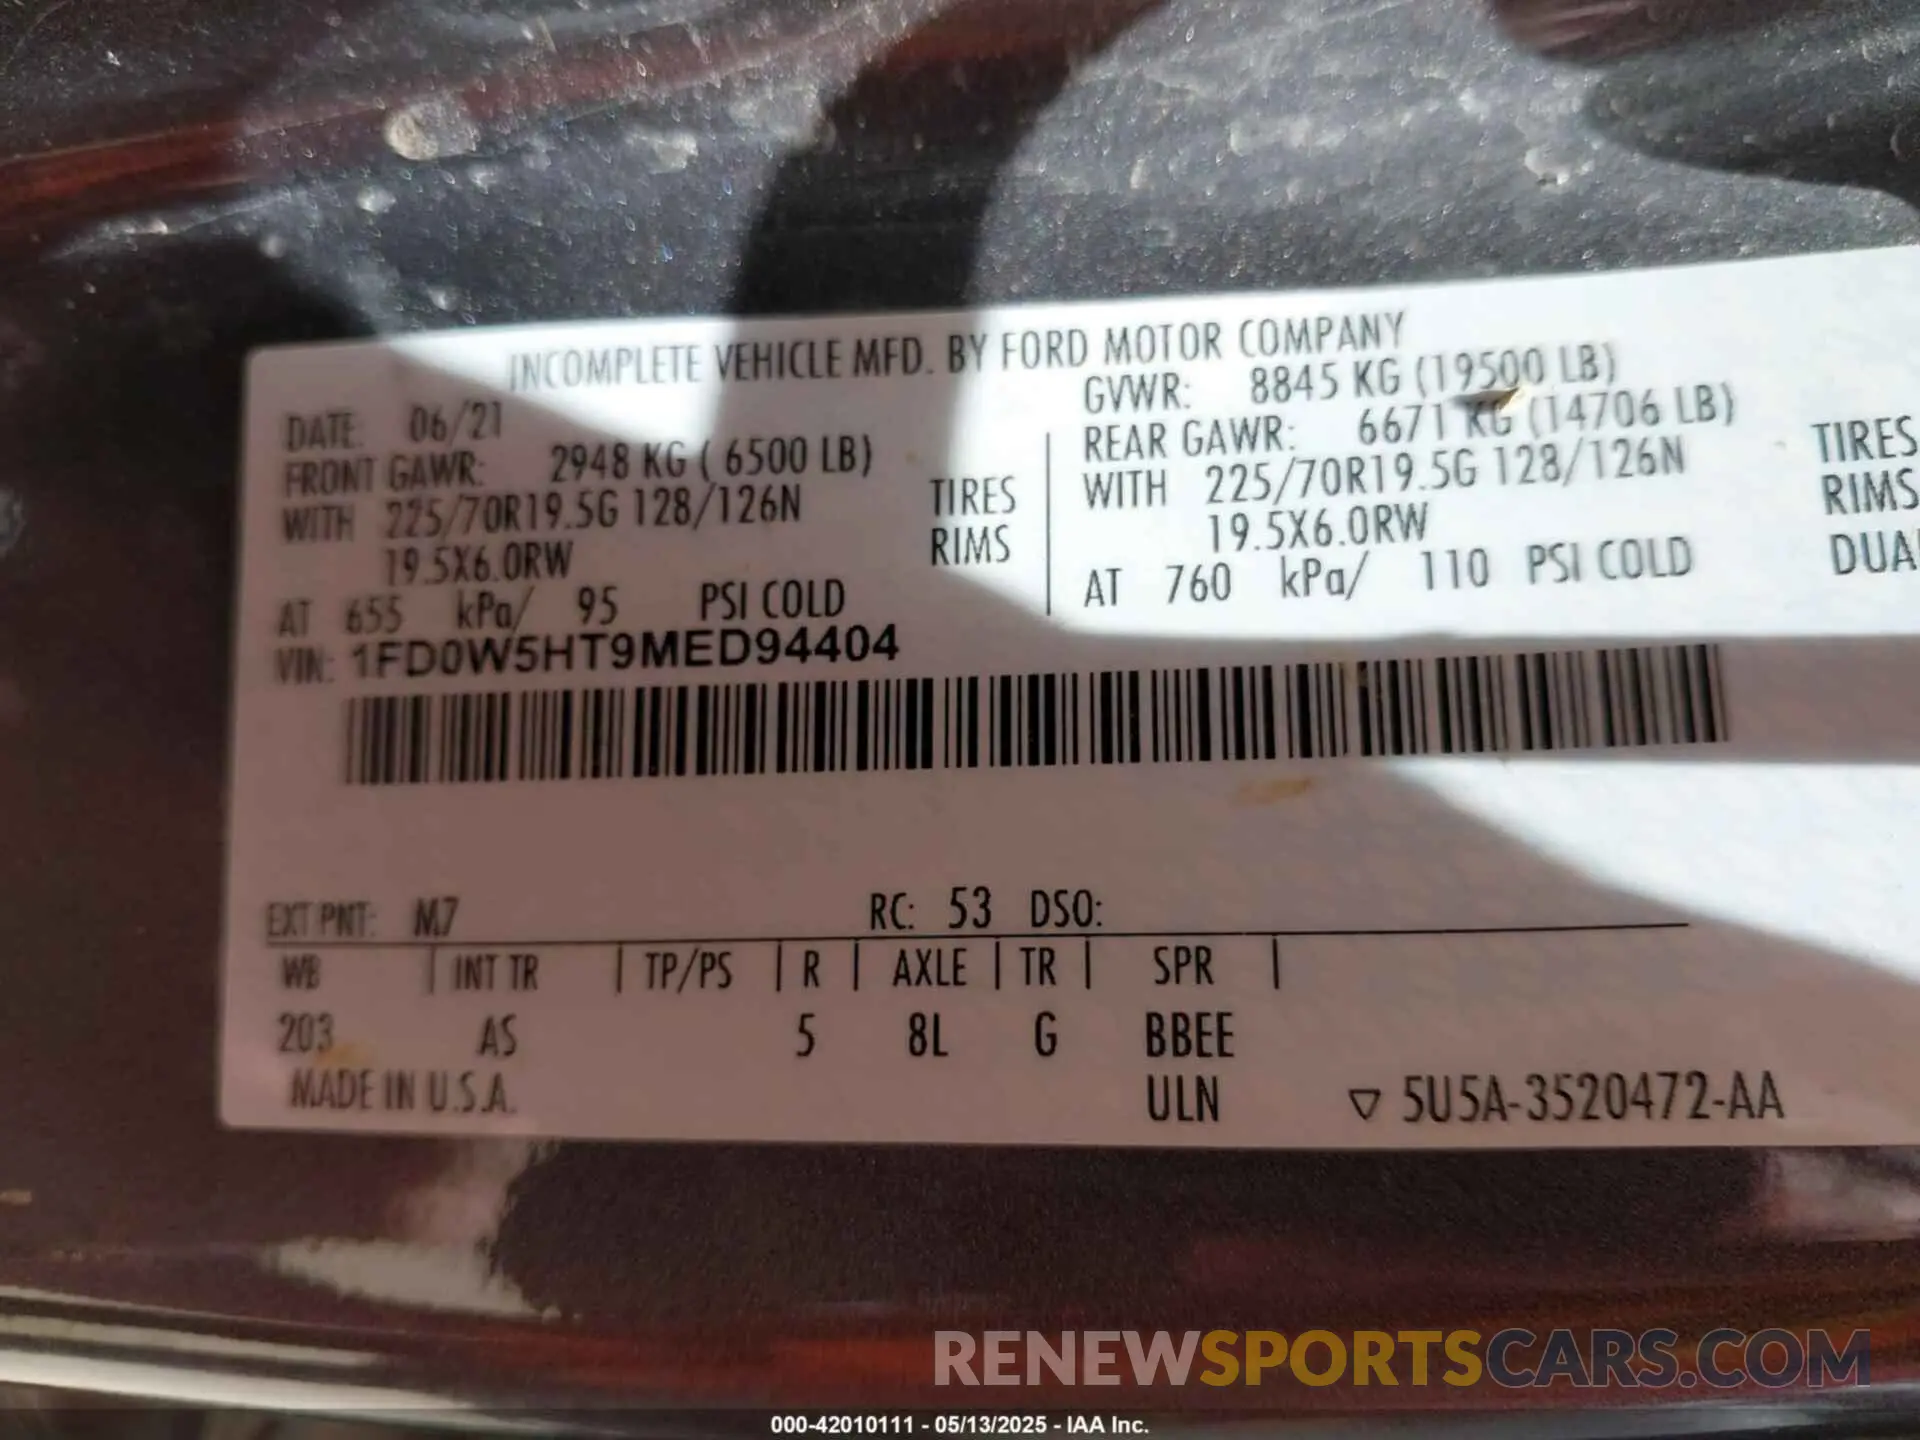 INCOMPLETE VEHICLE MFD. BY FORD MOTOR COMPANY
DATE: 06/21
GVWR: 8845 KG (19500 LB)
FRONT GAWR: 2948 KG ( 6500 LB)
REAR GAWR: 6671 KG (14706 LB)
WITH 225/70R19.5G 128/126N TIRES
WITH 225/70R19.5G 128/126N TIRES
19.5X6.0RW RIMS
19.5X6.0RW RIMS
AT 655 kPa/ 95 PSI COLD
AT 760 kPa/ 110 PSI COLD DUAL
VIN: 1FD0W5HT9MED94404
EXT PNT: M7 RC: 53 DSO:
WB | INT TR | TP/PS | R | AXLE | TR | SPR |
203 AS 5 8L G BBEE
MADE IN U.S.A. ULN ▽ 5U5A-3520472-AA
RENEWSPORTSCARS.COM
000-42010111 - 05/13/2025 - IAA Inc.